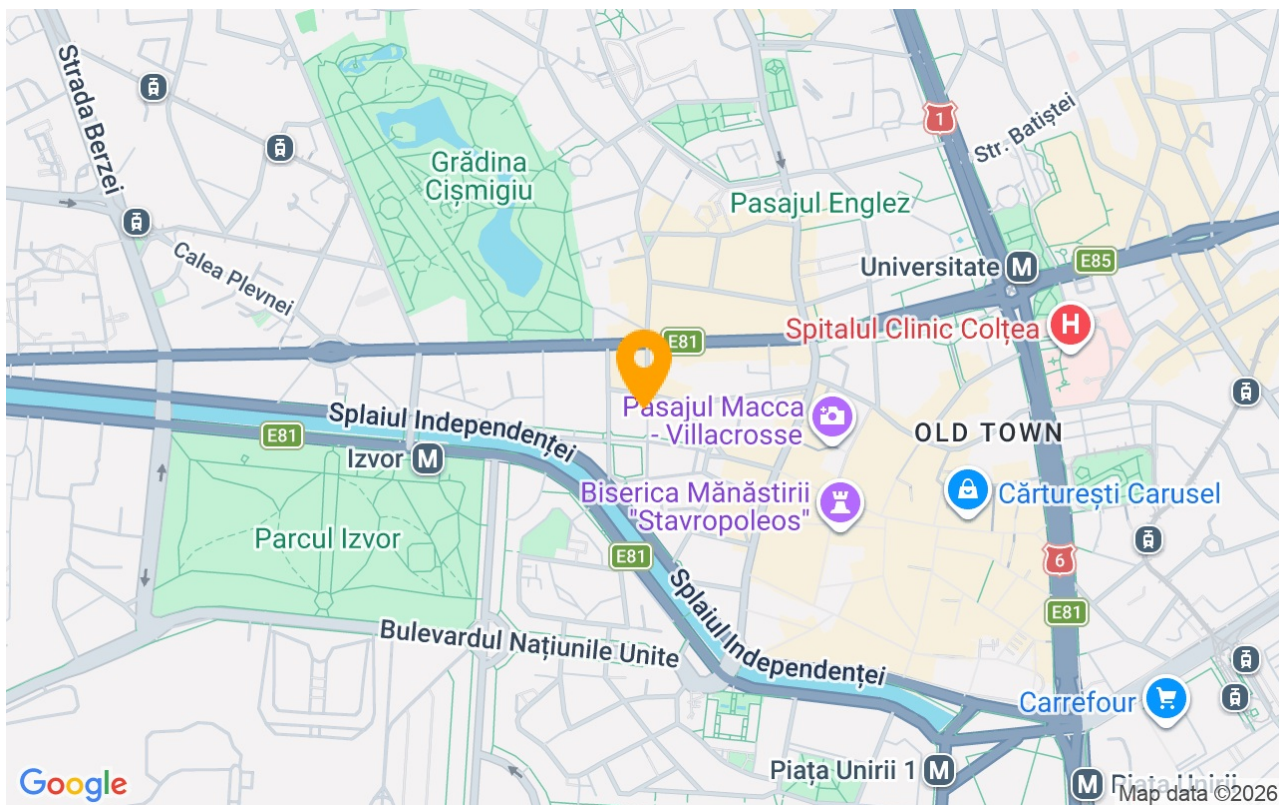 Strada Berzei
Grădina
Cișmigiu
1
Str. Batiștei
Pasajul Englez
Calea Plevnei
Universitate
M
E85
Spitalul Clinic Colțea
H
E81
Splaiul Independenței
E81
Izvor
M
Pasajul Macca
- Villacrosse
OLD TOWN
Biserica Mănăstirii
"Stavropoleos"
Cărturești Carusel
Parcul Izvor
E81
6
E81
Splaiul Independenței
Bulevardul Națiunile Unite
Carrefour
Piața Unirii 1
M
M
Piața Unirii
Google
Map data ©2026